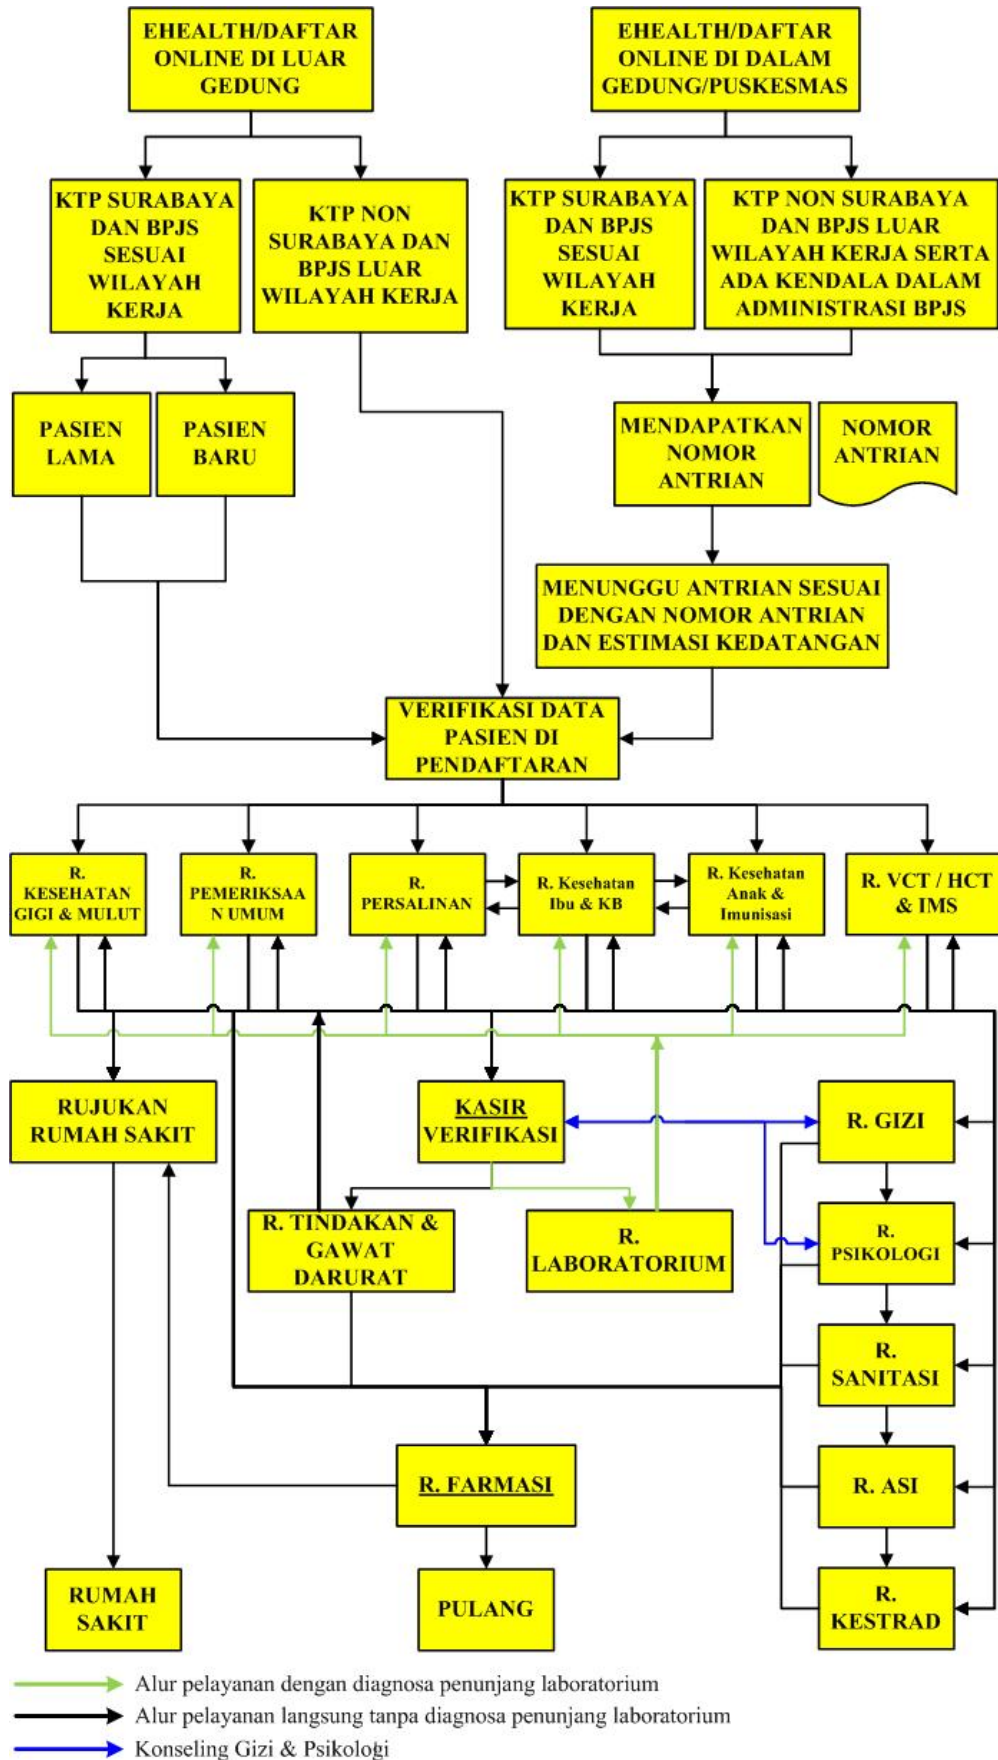 EHEALTH/DAFTAR
ONLINE DI LUAR
GEDUNG
EHEALTH/DAFTAR
ONLINE DI DALAM
GEDUNG/PUSKESMAS
KTP SURABAYA
DAN BPJS
SESUAI
WILAYAH
KERJA
KTP NON
SURABAYA DAN
BPJS LUAR
WILAYAH KERJA
KTP SURABAYA
DAN BPJS
SESUAI
WILAYAH
KERJA
KTP NON SURABAYA
DAN BPJS LUAR
WILAYAH KERJA SERTA
ADA KENDALA DALAM
ADMINISTRASI BPJS
PASIEN
LAMA
PASIEN
BARU
MENDAPATKAN
NOMOR
ANTRIAN
NOMOR
ANTRIAN
MENUNGGU ANTRIAN SESUAI
DENGAN NOMOR ANTRIAN
DAN ESTIMASI KEDATANGAN
VERIFIKASI DATA
PASIEN DI
PENDAFTARAN
R.
KESEHATAN
GIGI & MULUT
R.
PEMERIKSAA
N UMUM
R.
PERSALINAN
R. Kesehatan
Ibu & KB
R. Kesehatan
Anak &
Imunisasi
R. VCT / HCT
& IMS
RUJUKAN
RUMAH SAKIT
KASIR
VERIFIKASI
R. GIZI
R. TINDAKAN &
GAWAT
DARURAT
R.
LABORATORIUM
R.
PSIKOLOGI
R.
SANITASI
R. FARMASI
R. ASI
RUMAH
SAKIT
PULANG
R.
KESTRAD
Alur pelayanan dengan diagnosa penunjang laboratorium
Alur pelayanan langsung tanpa diagnosa penunjang laboratorium
Konseling Gizi & Psikologi